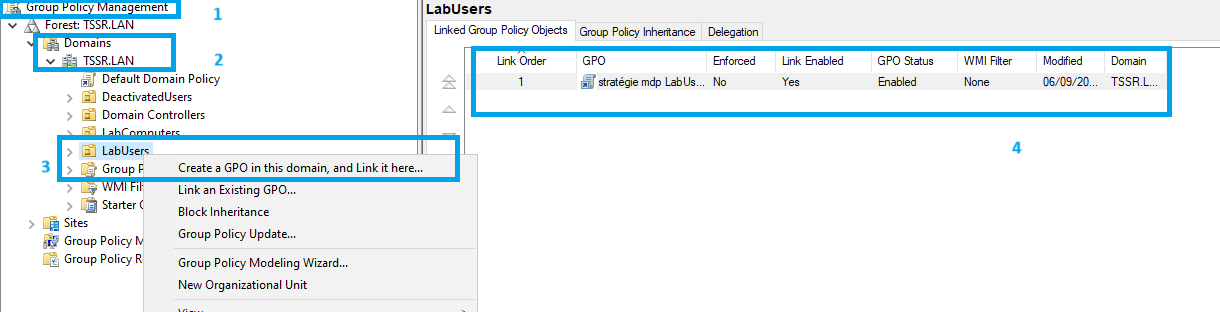 Group Policy Management
1
Forest: TSSR.LAN
Domains
2
TSSR.LAN
Default Domain Policy
DeactivatedUsers
Domain Controllers
LabComputers
3
LabUsers
Group P
WMI Fil
Starter G
Sites
Group Policy M
Group Policy R
Create a GPO in this domain, and Link it here...
Link an Existing GPO...
Block Inheritance
Group Policy Update...
Group Policy Modeling Wizard...
New Organizational Unit
View
LabUsers
Linked Group Policy Objects Group Policy Inheritance Delegation
Link Order GPO Enforced Link Enabled GPO Status WMI Filter Modified Domain
1 stratégie mdp LabUs... No Yes Enabled None 06/09/20... TSSR.L...
4